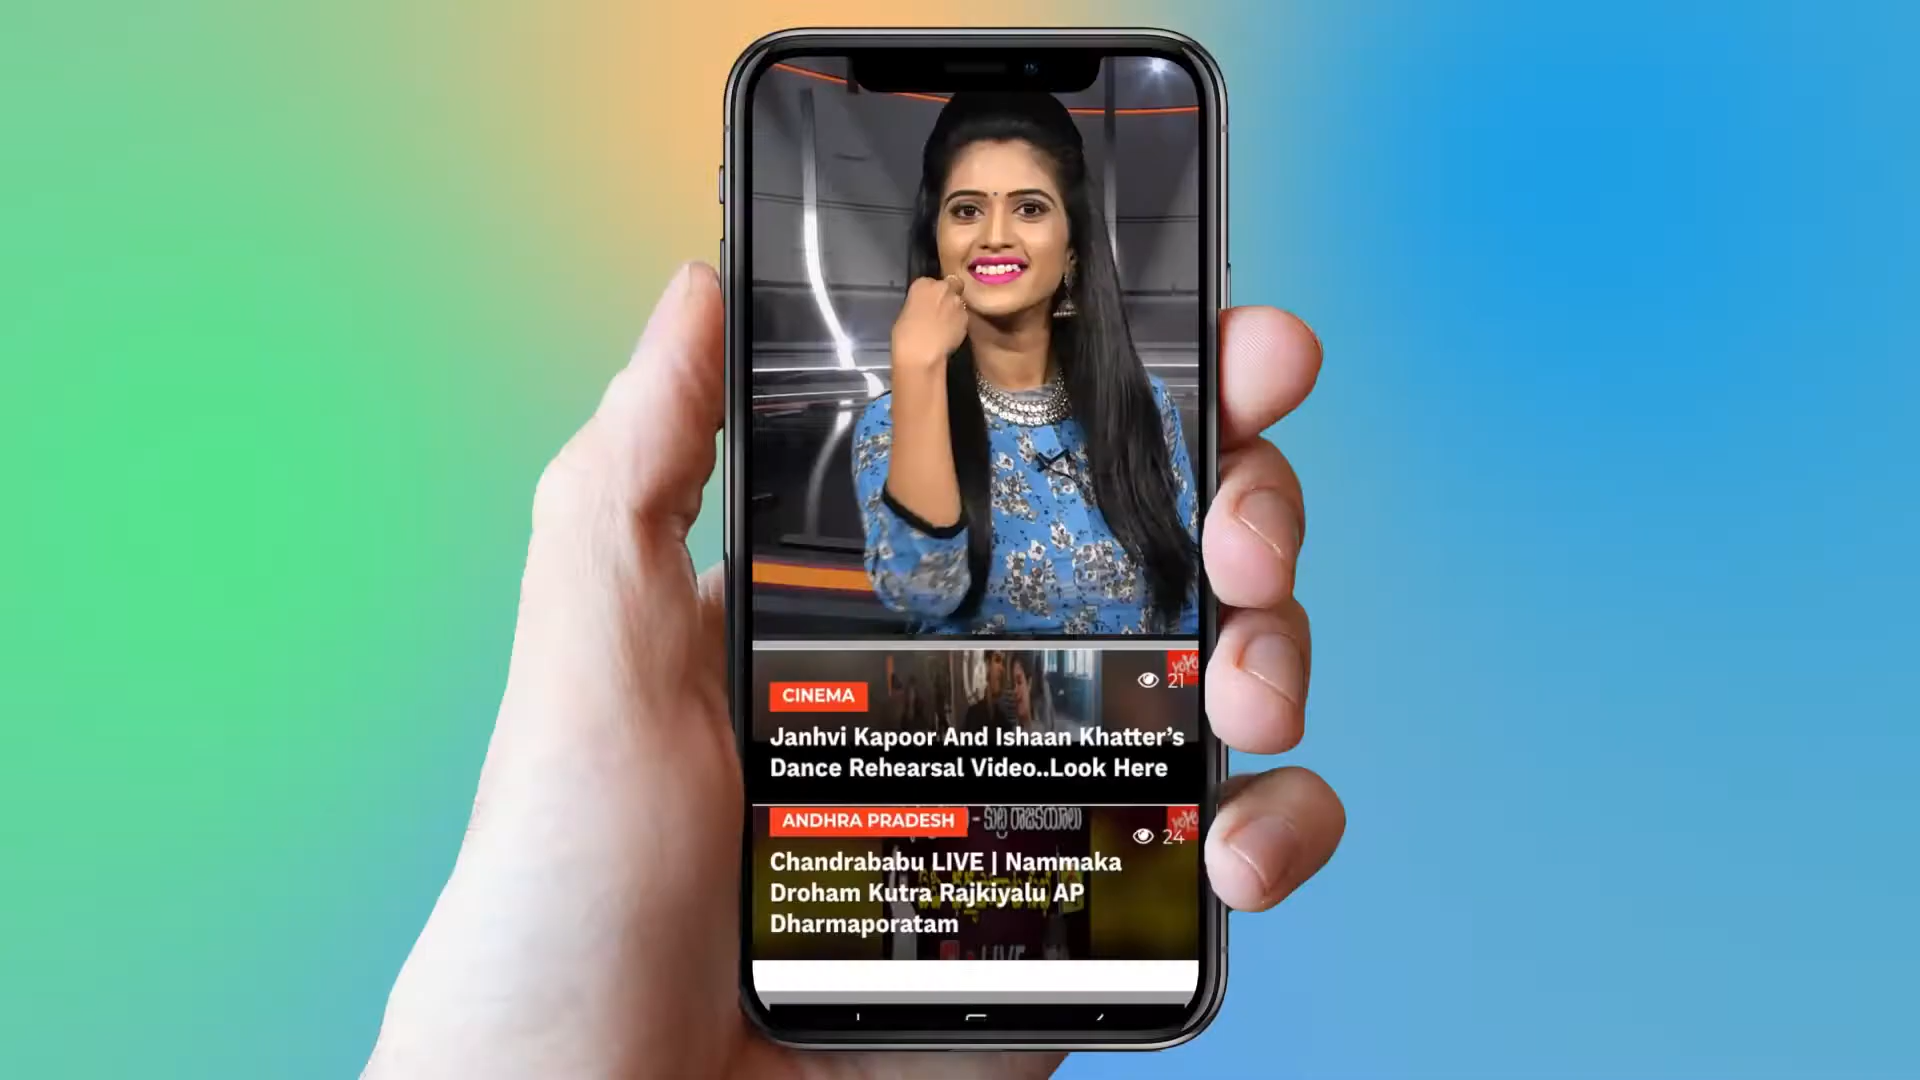 21
CINEMA
Janhvi Kapoor And Ishaan Khatter’s
Dance Rehearsal Video..Look Here
ANDHRA PRADESH
24
Chandrababu LIVE | Nammaka
Droham Kutra Rajkiyalu AP
Dharmaporatam
LIVE